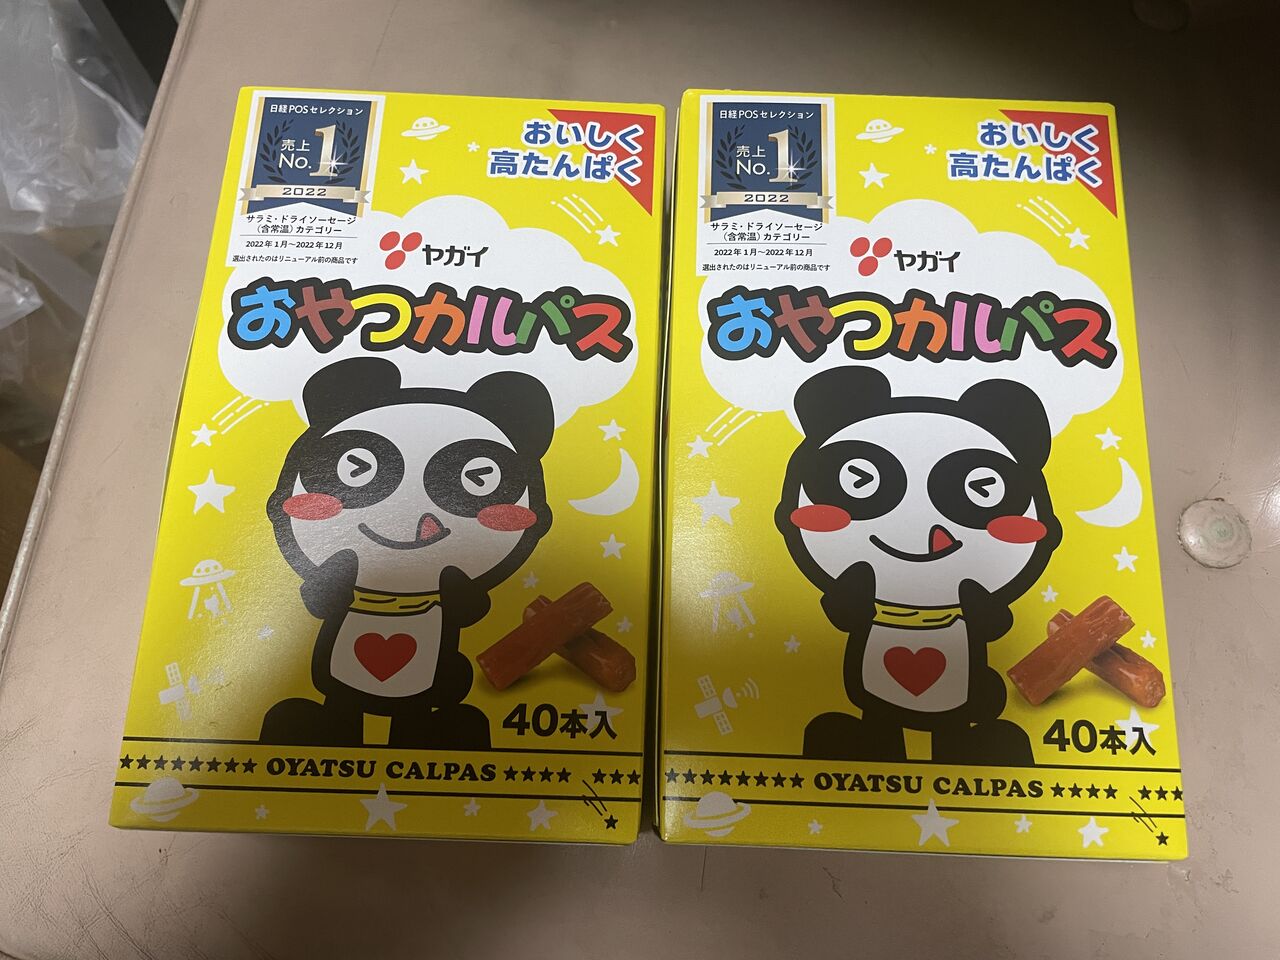 日経POSセレクション
売上
No.1
2022
サラミ・ドライソーセージ
(含常温)カテゴリー
2022年1月～2022年12月
選出されたのはリニューアル前の商品です
おいしく
高たんぱく
ヤガイ
おやつカルパス
40本入
OYATSU CALPAS
日経POSセレクション
売上
No.1
2022
サラミ・ドライソーセージ
(含常温)カテゴリー
2022年1月～2022年12月
選出されたのはリニューアル前の商品です
おいしく
高たんぱく
ヤガイ
おやつカルパス
40本入
OYATSU CALPAS